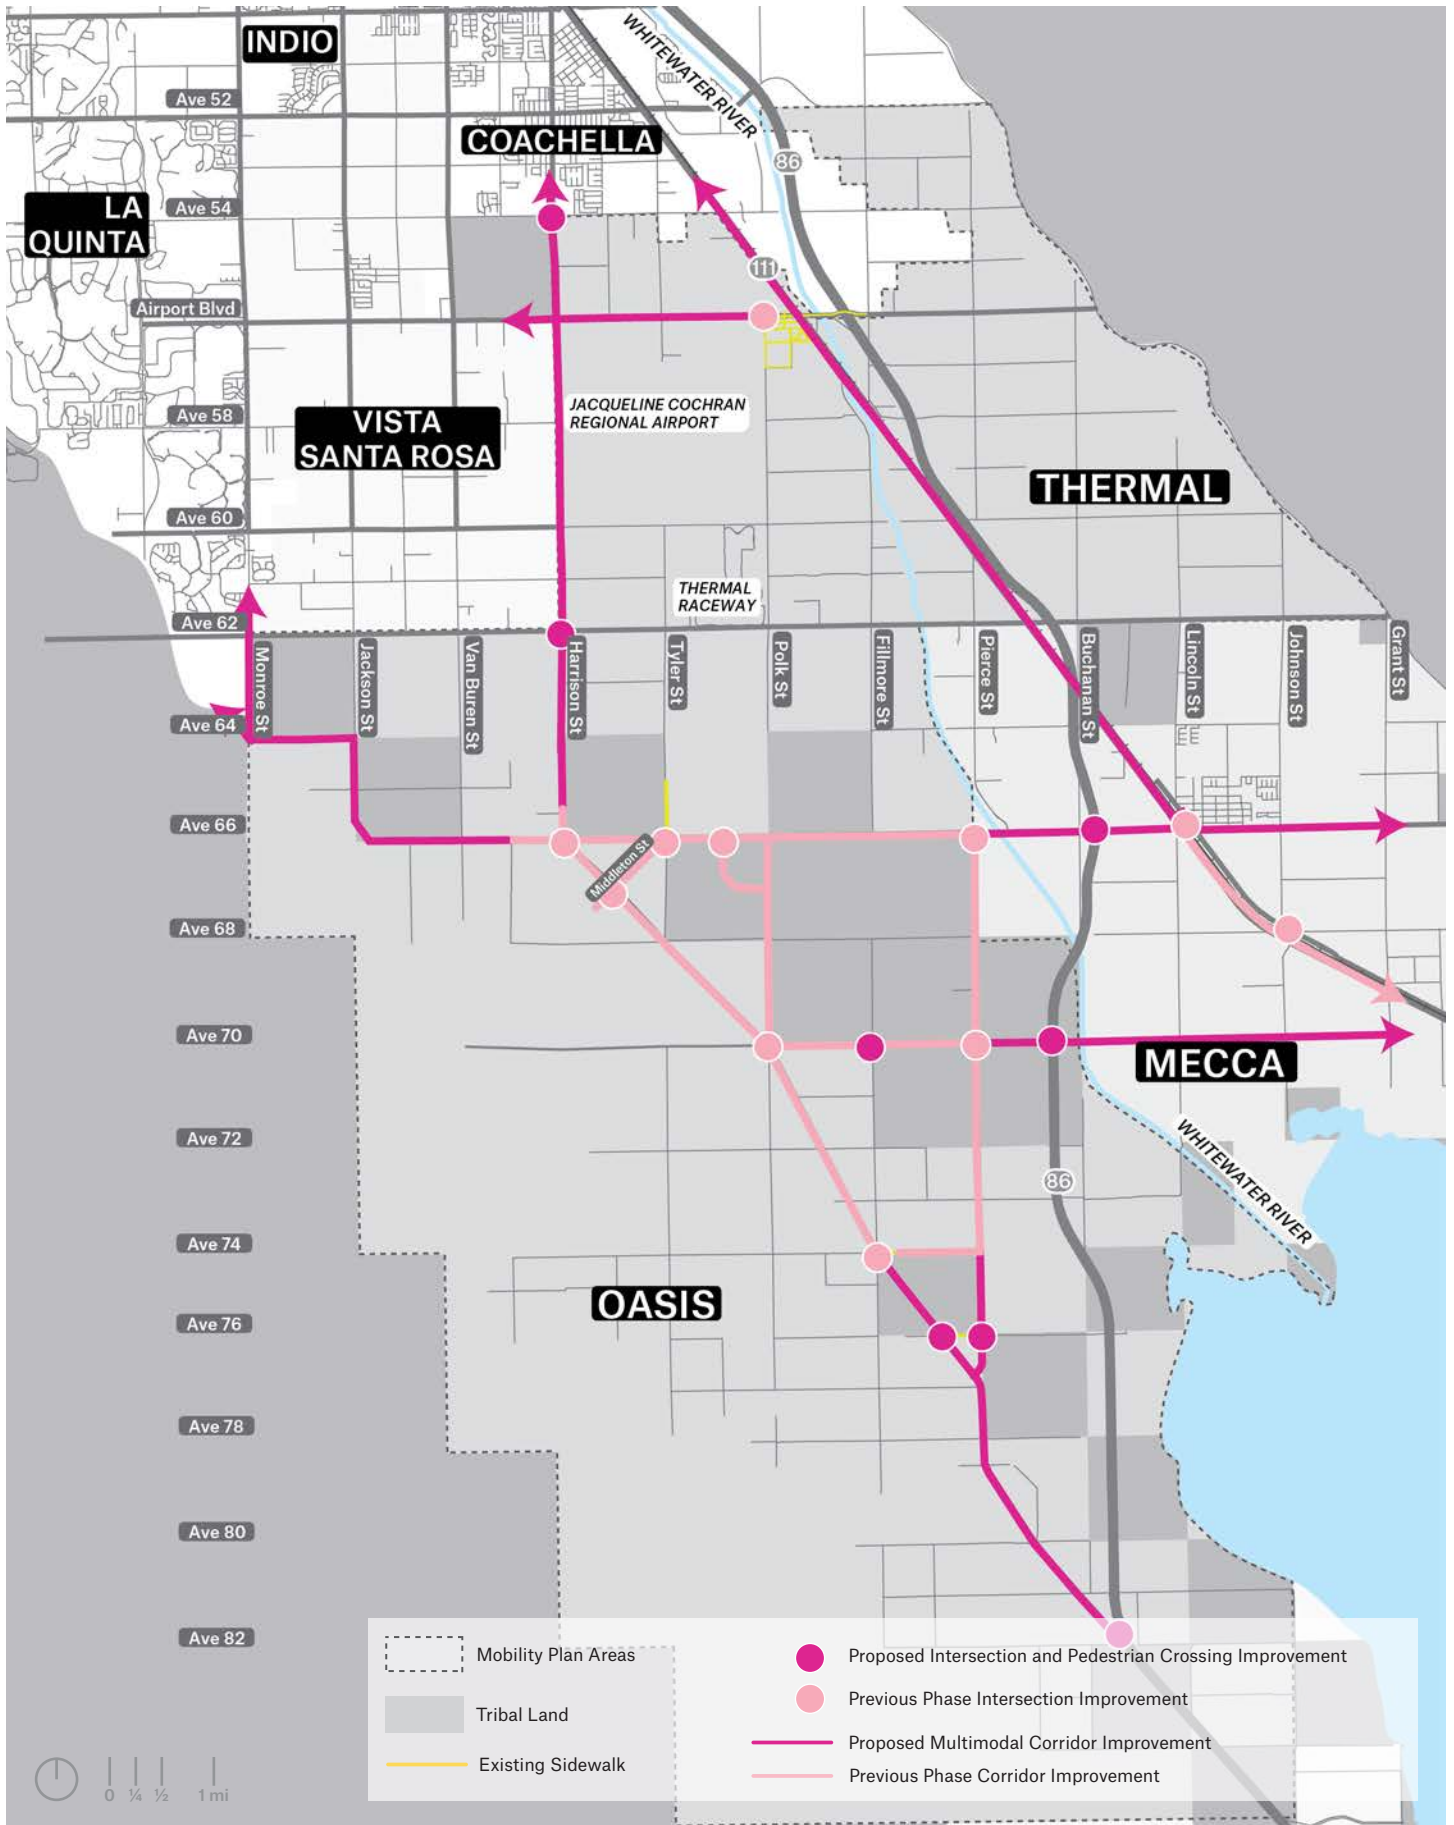 INDIO
WHITEWATER RIVER
Ave 52
COACHELLA
86
LA
QUINTA
Ave 54
111
Airport Blvd
JACQUELINE COCHRAN
REGIONAL AIRPORT
Ave 58
VISTA
SANTA ROSA
THERMAL
Ave 60
THERMAL
RACEWAY
Ave 62
Monroe St
Jackson St
Van Buren St
Harrison St
Tyler St
Polk St
Fillmore St
Pierce St
Buchanan St
Lincoln St
Johnson St
Grant St
Ave 64
Ave 66
Middleton St
Ave 68
Ave 70
MECCA
Ave 72
WHITEWATER RIVER
86
Ave 74
OASIS
Ave 76
Ave 78
Ave 80
Ave 82
Mobility Plan Areas
Tribal Land
Existing Sidewalk
Proposed Intersection and Pedestrian Crossing Improvement
Previous Phase Intersection Improvement
Proposed Multimodal Corridor Improvement
Previous Phase Corridor Improvement
0 ¼ ½ 1 mi